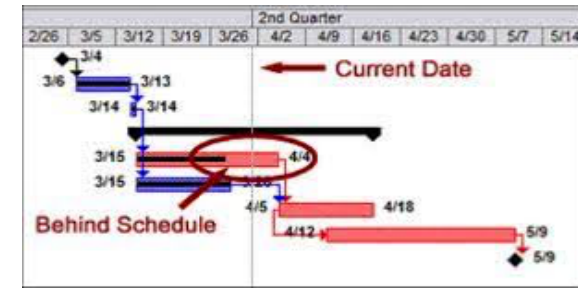 2nd Quarter
2/26 3/5 3/12 3/19 3/26 4/2 4/9 4/16 4/23 4/30 5/7 5/14
3/4
Current Date
3/6 3/13
3/14 3/14
3/15 4/4
3/15
4/5 4/18
Behind Schedule
4/12 5/9
5/9